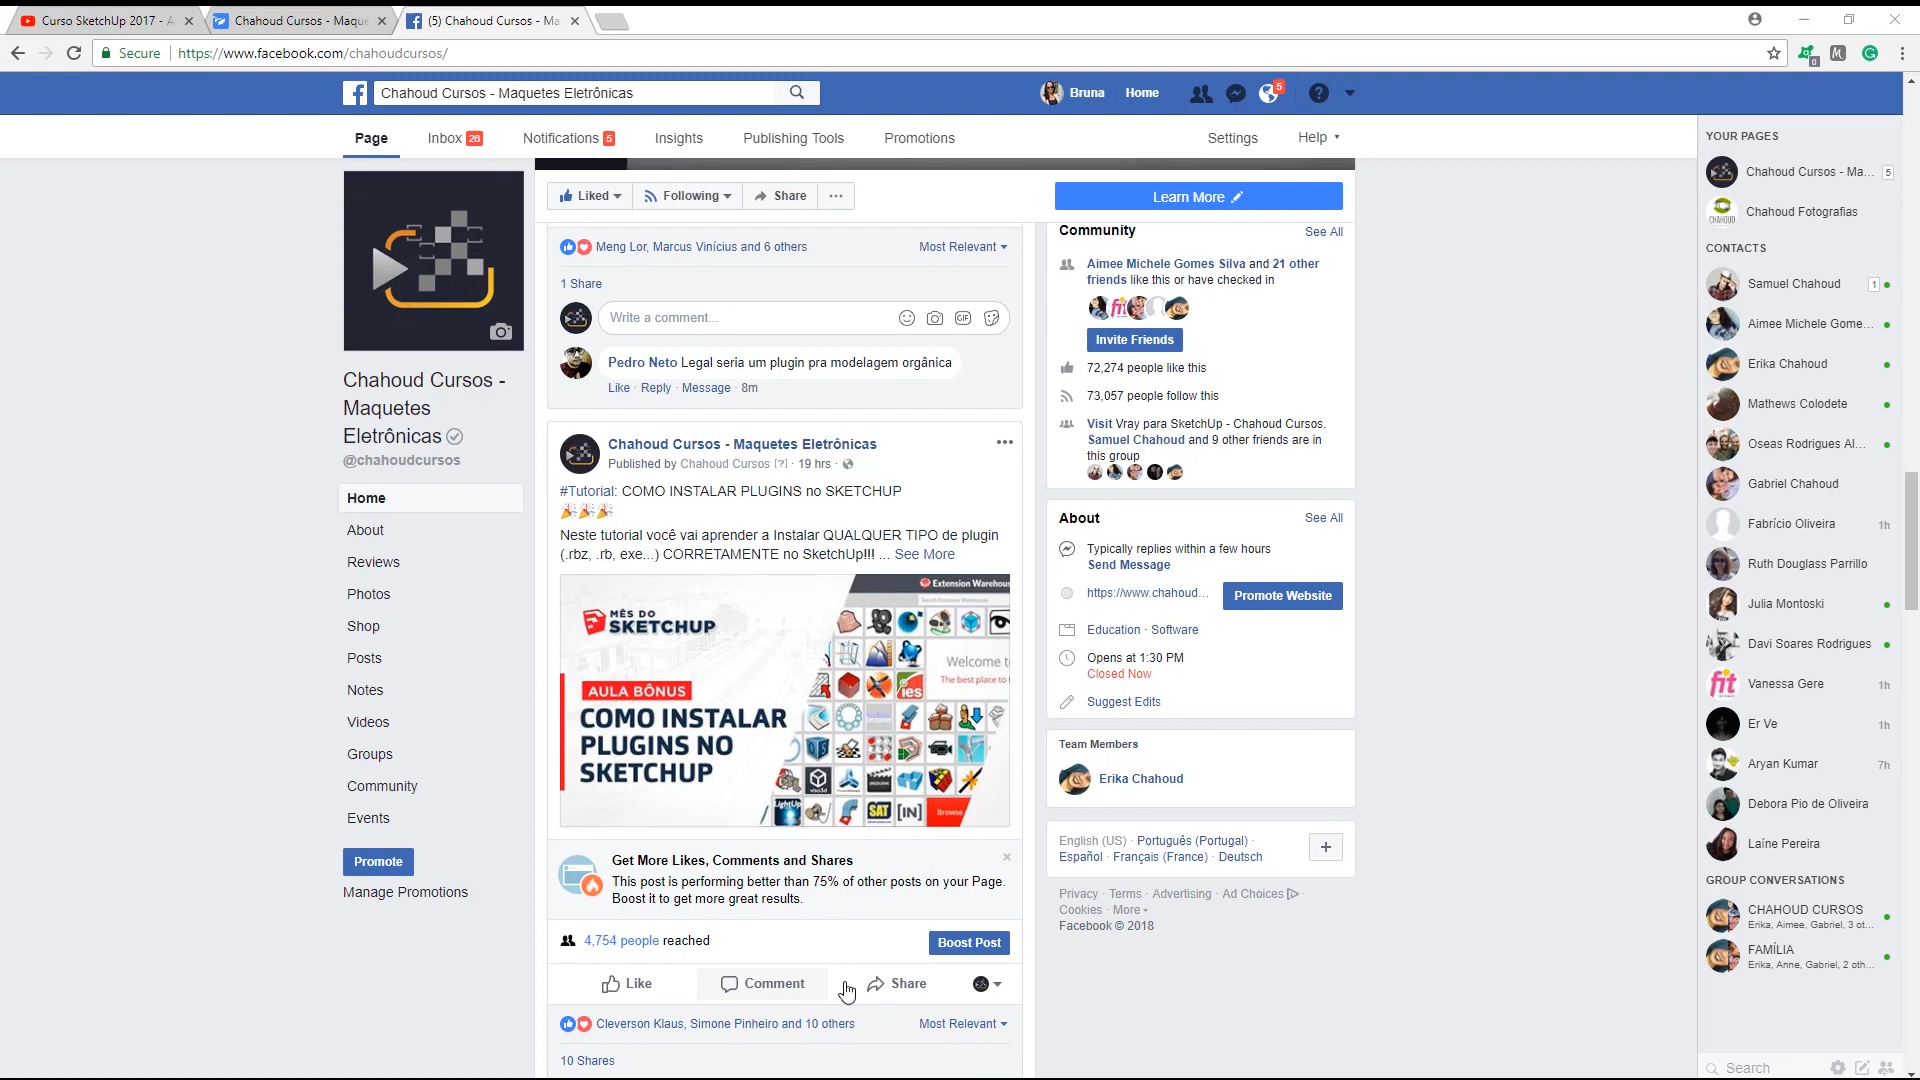 Curso SketchUp 2017 - A
Chahoud Cursos - Maque
(5) Chahoud Cursos - Ma
Secure
https://www.facebook.com/chahoudcursos/
Chahoud Cursos - Maquetes Eletrônicas
Bruna
Home
5
Page
Inbox 26
Notifications 5
Insights
Publishing Tools
Promotions
Settings
Help
Chahoud Cursos -
Maquetes
Eletrônicas
@chahoudcursos
Home
About
Reviews
Photos
Shop
Posts
Notes
Videos
Groups
Community
Events
Promote
Manage Promotions
Liked
Following
Share
...
Learn More
Meng Lor, Marcus Vinícius and 6 others
Most Relevant
1 Share
Write a comment...
GIF
Pedro Neto Legal seria um plugin pra modelagem orgânica
Like · Reply · Message · 8m
Chahoud Cursos - Maquetes Eletrônicas
Published by Chahoud Cursos [?] · 19 hrs ·
#Tutorial: COMO INSTALAR PLUGINS no SKETCHUP
Neste tutorial você vai aprender a Instalar QUALQUER TIPO de plugin
(.rbz, .rb, exe...) CORRETAMENTE no SketchUp!!! ... See More
Extension Warehou
MÊS DO
SKETCHUP
Welcome t
The best place to
AULA BÔNUS
COMO INSTALAR
PLUGINS NO
SKETCHUP
ies
viso3d
LightUp
SAT
[IN]
Browse
Get More Likes, Comments and Shares
This post is performing better than 75% of other posts on your Page.
Boost it to get more great results.
4,754 people reached
Boost Post
Like
Comment
Share
Cleverson Klaus, Simone Pinheiro and 10 others
Most Relevant
10 Shares
Community
See All
Aimee Michele Gomes Silva and 21 other
friends like this or have checked in
Invite Friends
72,274 people like this
73,057 people follow this
Visit Vray para SketchUp - Chahoud Cursos.
Samuel Chahoud and 9 other friends are in
this group
About
See All
Typically replies within a few hours
Send Message
https://www.chahoud...
Promote Website
Education · Software
Opens at 1:30 PM
Closed Now
Suggest Edits
Team Members
Erika Chahoud
English (US) · Português (Portugal) ·
Español · Français (France) · Deutsch
Privacy · Terms · Advertising · Ad Choices ·
Cookies · More
Facebook © 2018
YOUR PAGES
Chahoud Cursos - Ma... 5
Chahoud Fotografias
CONTACTS
Samuel Chahoud 1
Aimee Michele Gome...
Erika Chahoud
Mathews Colodete
Oseas Rodrigues Al...
Gabriel Chahoud
Fabrício Oliveira 1h
Ruth Douglass Parrillo
Julia Montoski
Davi Soares Rodrigues
fit
Vanessa Gere 1h
Er Ve 1h
Aryan Kumar 7h
Debora Pio de Oliveira
Laíne Pereira
GROUP CONVERSATIONS
CHAHOUD CURSOS
Erika, Aimee, Gabriel, 3 ot...
FAMÍLIA
Erika, Anne, Gabriel, 2 oth...
Search